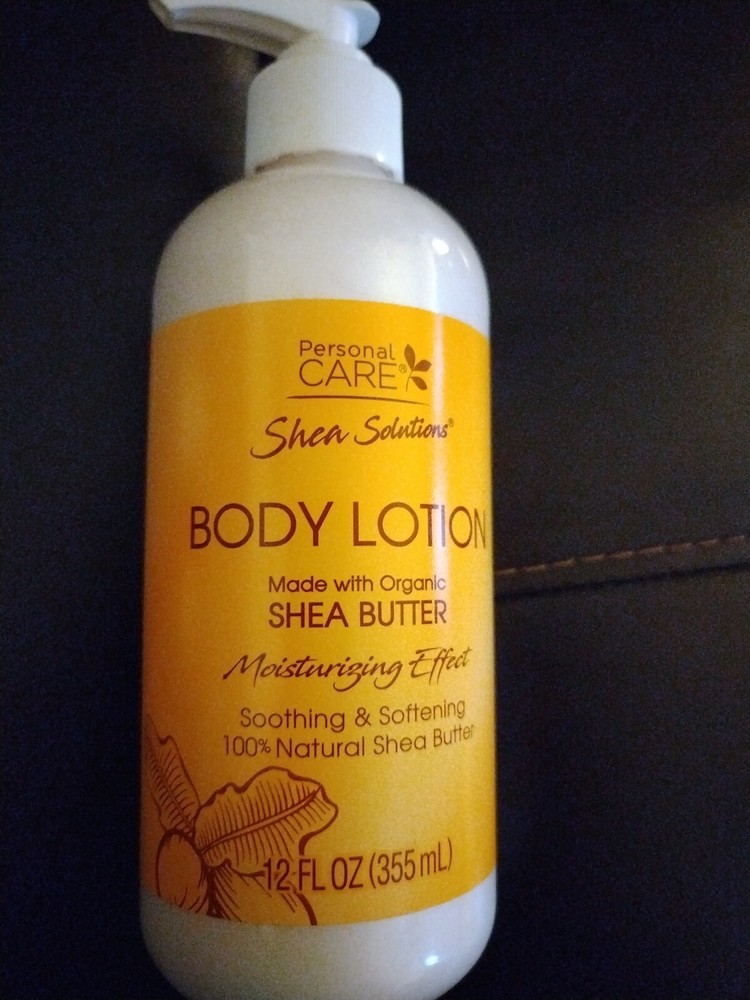 Personal
CARE®
Shea Solutions®
BODY LOTION
Made with Organic
SHEA BUTTER
Moisturizing Effect
Soothing & Softening
100% Natural Shea Butter
12 FL OZ (355 mL)